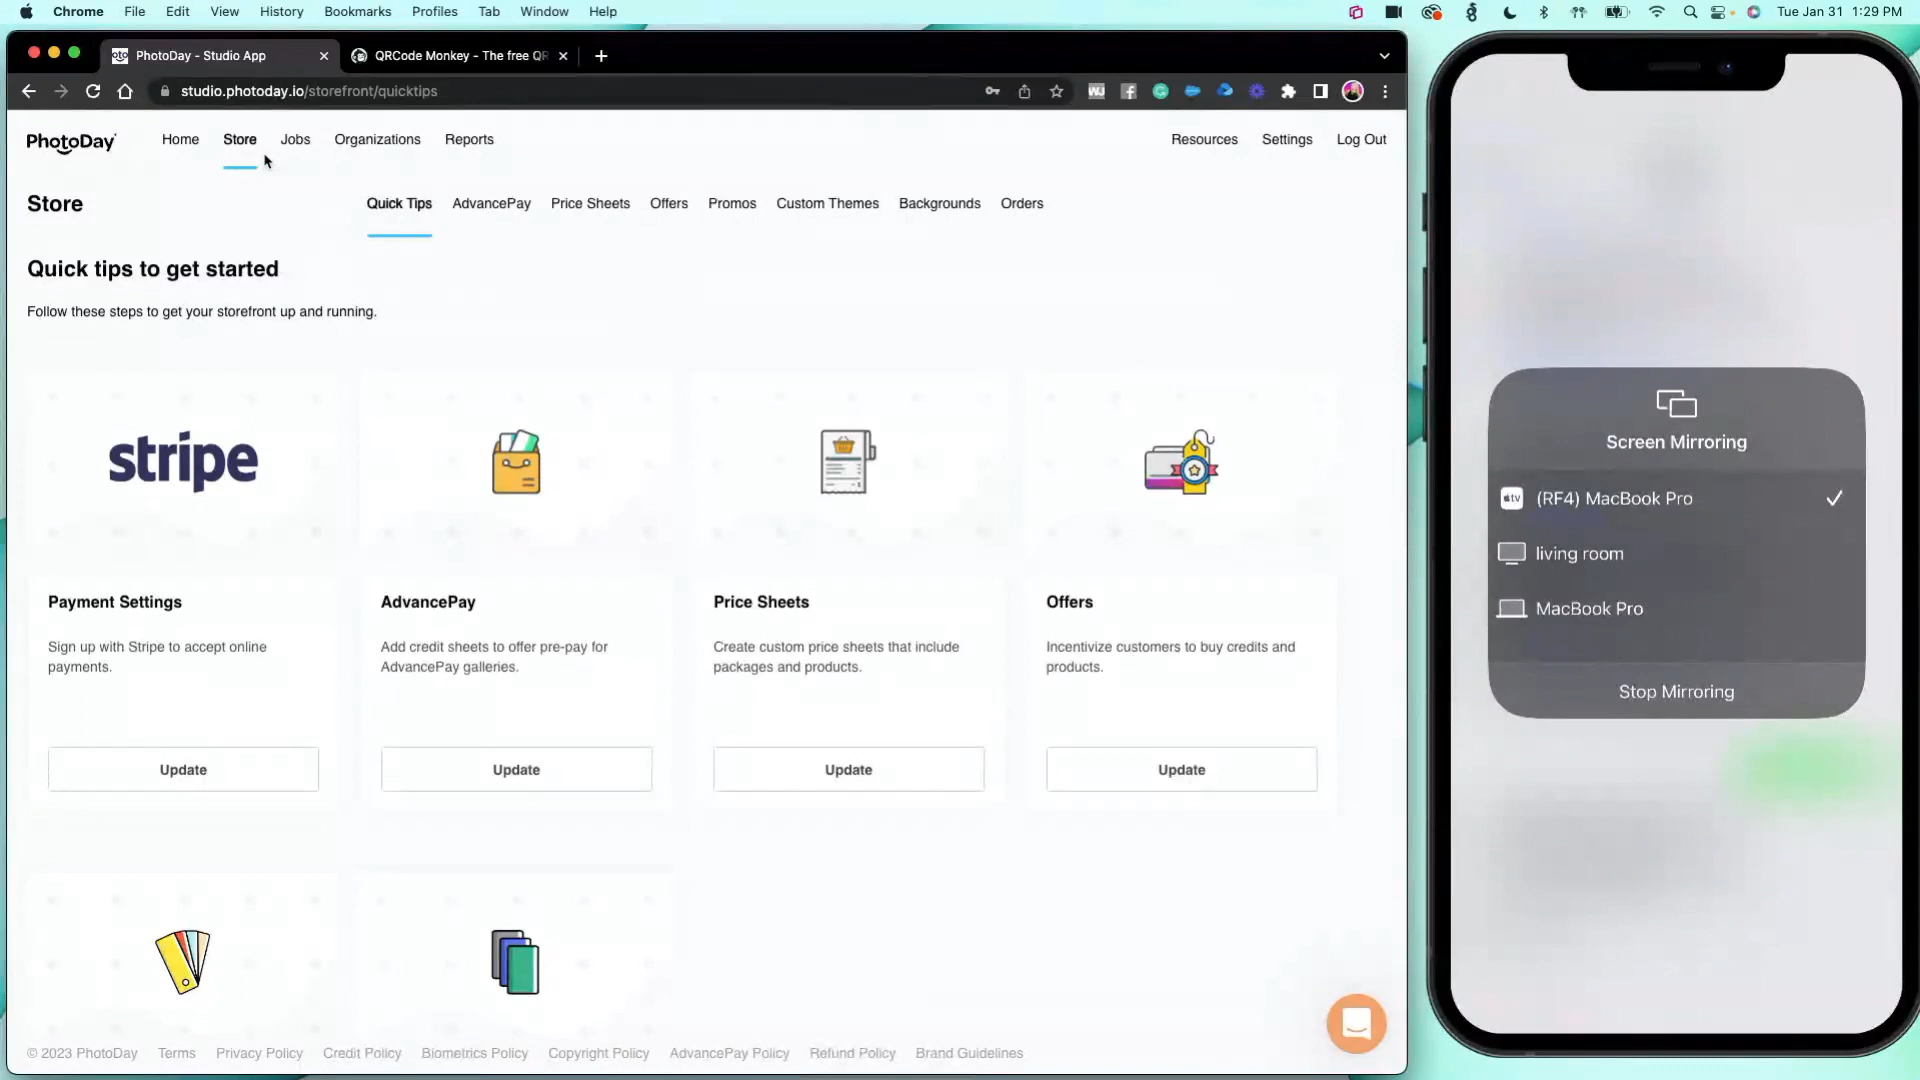 Chrome File Edit View History Bookmarks Profiles Tab Window Help
Tue Jan 31 1:29 PM
PhotoDay - Studio App
QRCode Monkey - The free QR
studio.photoday.io/storefront/quicktips
PhotoDay
Home Store Jobs Organizations Reports
Resources Settings Log Out
Store
Quick Tips AdvancePay Price Sheets Offers Promos Custom Themes Backgrounds Orders
Quick tips to get started
Follow these steps to get your storefront up and running.
stripe
Payment Settings
Sign up with Stripe to accept online
payments.
Update
AdvancePay
Add credit sheets to offer pre-pay for
AdvancePay galleries.
Update
Price Sheets
Create custom price sheets that include
packages and products.
Update
Offers
Incentivize customers to buy credits and
products.
Update
© 2023 PhotoDay Terms Privacy Policy Credit Policy Biometrics Policy Copyright Policy AdvancePay Policy Refund Policy Brand Guidelines
Screen Mirroring
tv (RF4) MacBook Pro
living room
MacBook Pro
Stop Mirroring